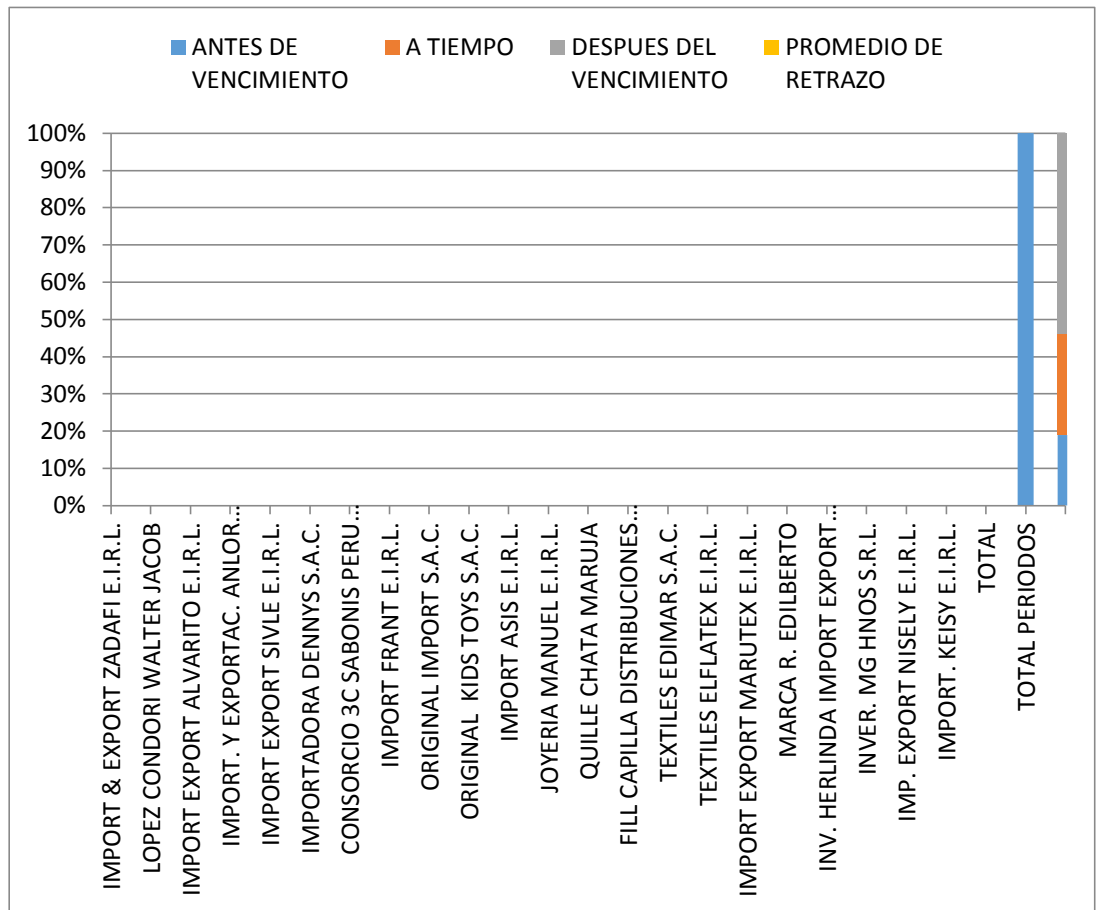 ANTES DE
VENCIMIENTO
A TIEMPO
DESPUES DEL
VENCIMIENTO
PROMEDIO DE
RETRAZO
100%
90%
80%
70%
60%
50%
40%
30%
20%
10%
0%
IMPORT & EXPORT ZADAFI E.I.R.L.
LOPEZ CONDORI WALTER JACOB
IMPORT EXPORT ALVARITO E.I.R.L.
IMPORT. Y EXPORTAC. ANLOR…
IMPORT EXPORT SIVLE E.I.R.L.
IMPORTADORA DENNYS S.A.C.
CONSORCIO 3C SABONIS PERU…
IMPORT FRANT E.I.R.L.
ORIGINAL IMPORT S.A.C.
ORIGINAL  KIDS TOYS S.A.C.
IMPORT ASIS E.I.R.L.
JOYERIA MANUEL E.I.R.L.
QUILLE CHATA MARUJA
FILL CAPILLA DISTRIBUCIONES…
TEXTILES EDIMAR S.A.C.
TEXTILES ELFLATEX E.I.R.L.
IMPORT EXPORT MARUTEX E.I.R.L.
MARCA R. EDILBERTO
INV. HERLINDA IMPORT EXPORT…
INVER. MG HNOS S.R.L.
IMP. EXPORT NISELY E.I.R.L.
IMPORT. KEISY E.I.R.L.
TOTAL
TOTAL PERIODOS